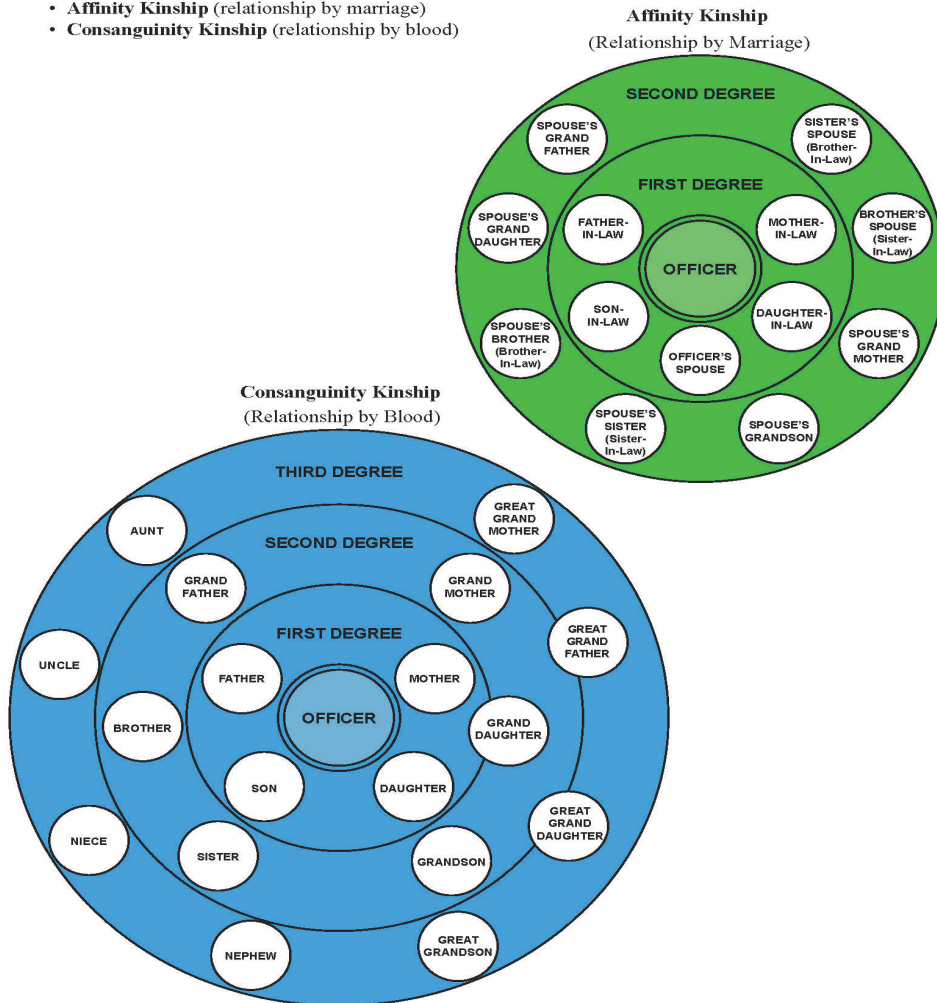 • Affinity Kinship (relationship by marriage)
• Consanguinity Kinship (relationship by blood)
Affinity Kinship
(Relationship by Marriage)
SECOND DEGREE
SPOUSE'S
GRAND
FATHER
SISTER'S
SPOUSE
(Brother-
In-Law)
FIRST DEGREE
SPOUSE'S
GRAND
DAUGHTER
FATHER-
IN-LAW
MOTHER-
IN-LAW
BROTHER'S
SPOUSE
(Sister-
In-Law)
OFFICER
SON-
IN-LAW
DAUGHTER-
IN-LAW
SPOUSE'S
BROTHER
(Brother-
In-Law)
OFFICER'S
SPOUSE
SPOUSE'S
GRAND
MOTHER
SPOUSE'S
SISTER
(Sister-
In-Law)
SPOUSE'S
GRANDSON
Consanguinity Kinship
(Relationship by Blood)
THIRD DEGREE
AUNT
GREAT
GRAND
MOTHER
SECOND DEGREE
GRAND
FATHER
GRAND
MOTHER
FIRST DEGREE
GREAT
GRAND
FATHER
UNCLE
FATHER
MOTHER
OFFICER
BROTHER
GRAND
DAUGHTER
SON
DAUGHTER
NIECE
GREAT
GRAND
DAUGHTER
SISTER
GRANDSON
NEPHEW
GREAT
GRANDSON